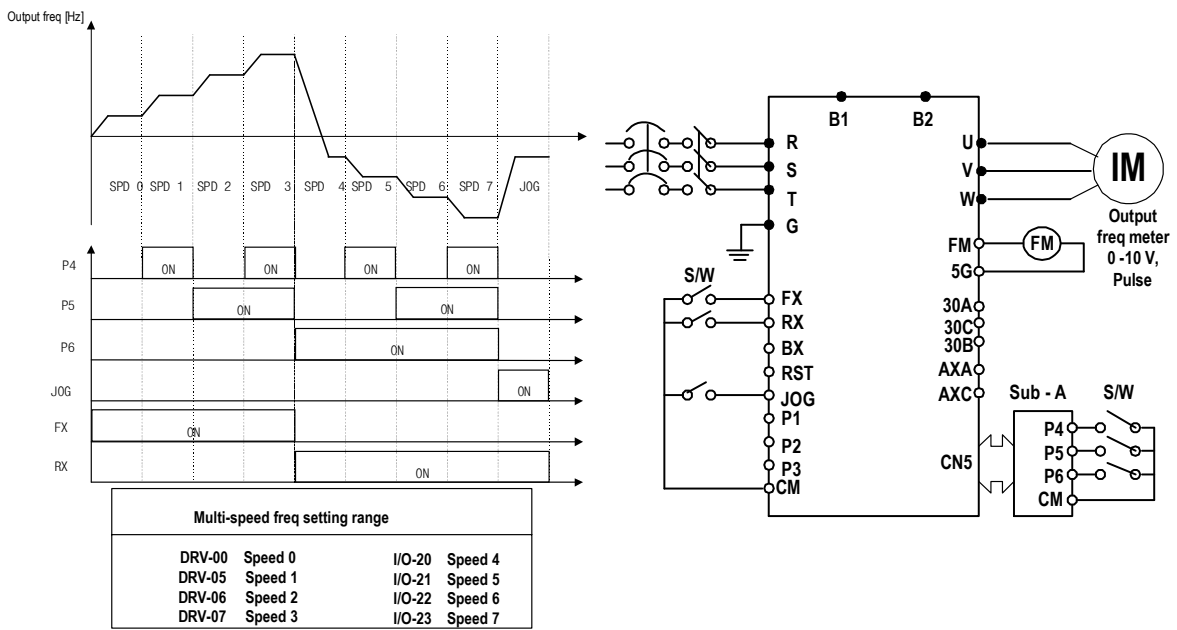 Output freq [Hz]
SPD 0 SPD 1 SPD 2 SPD 3 SPD 4 SPD 5 SPD 6 SPD 7 JOG
P4 ON ON ON ON
P5 ON ON
P6 ON
JOG ON
FX ON
RX ON
Multi-speed freq setting range
DRV-00 Speed 0 I/O-20 Speed 4
DRV-05 Speed 1 I/O-21 Speed 5
DRV-06 Speed 2 I/O-22 Speed 6
DRV-07 Speed 3 I/O-23 Speed 7
B1 B2
R
S
T
G
S/W
FX
RX
BX
RST
JOG
P1
P2
P3
CM
U
V
W
IM
FM FM
5G
Output
freq meter
0 -10 V,
Pulse
30A
30C
30B
AXA
AXC
CN5
Sub - A S/W
P4
P5
P6
CM